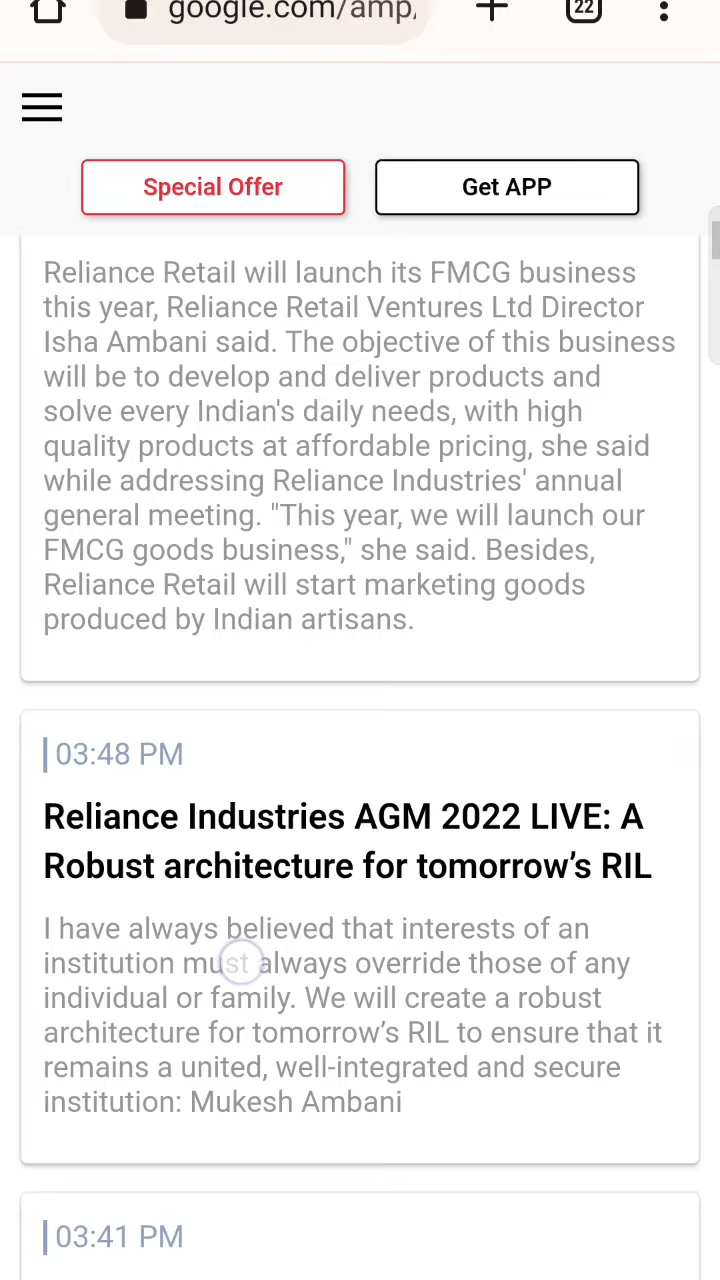 google.com/amp,
22
Special Offer
Get APP
Reliance Retail will launch its FMCG business
this year, Reliance Retail Ventures Ltd Director
Isha Ambani said. The objective of this business
will be to develop and deliver products and
solve every Indian's daily needs, with high
quality products at affordable pricing, she said
while addressing Reliance Industries' annual
general meeting. "This year, we will launch our
FMCG goods business," she said. Besides,
Reliance Retail will start marketing goods
produced by Indian artisans.
03:48 PM
Reliance Industries AGM 2022 LIVE: A
Robust architecture for tomorrow’s RIL
I have always believed that interests of an
institution must always override those of any
individual or family. We will create a robust
architecture for tomorrow’s RIL to ensure that it
remains a united, well-integrated and secure
institution: Mukesh Ambani
03:41 PM